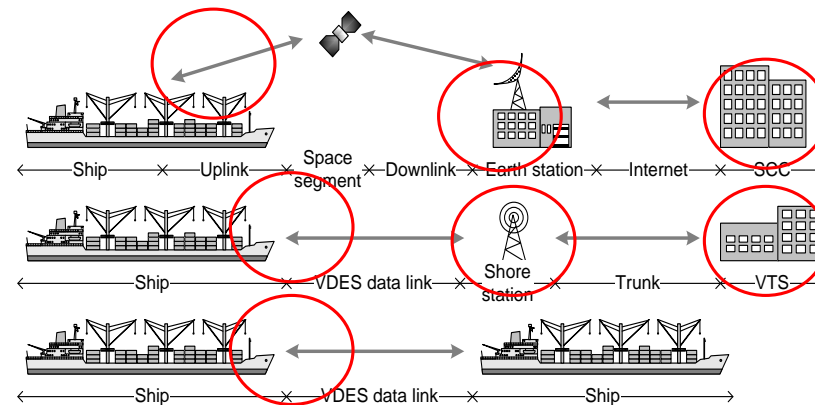 Ship Uplink Space segment Downlink Earth station Internet SCC
Ship VDES data link Shore station Trunk VTS
Ship VDES data link Ship